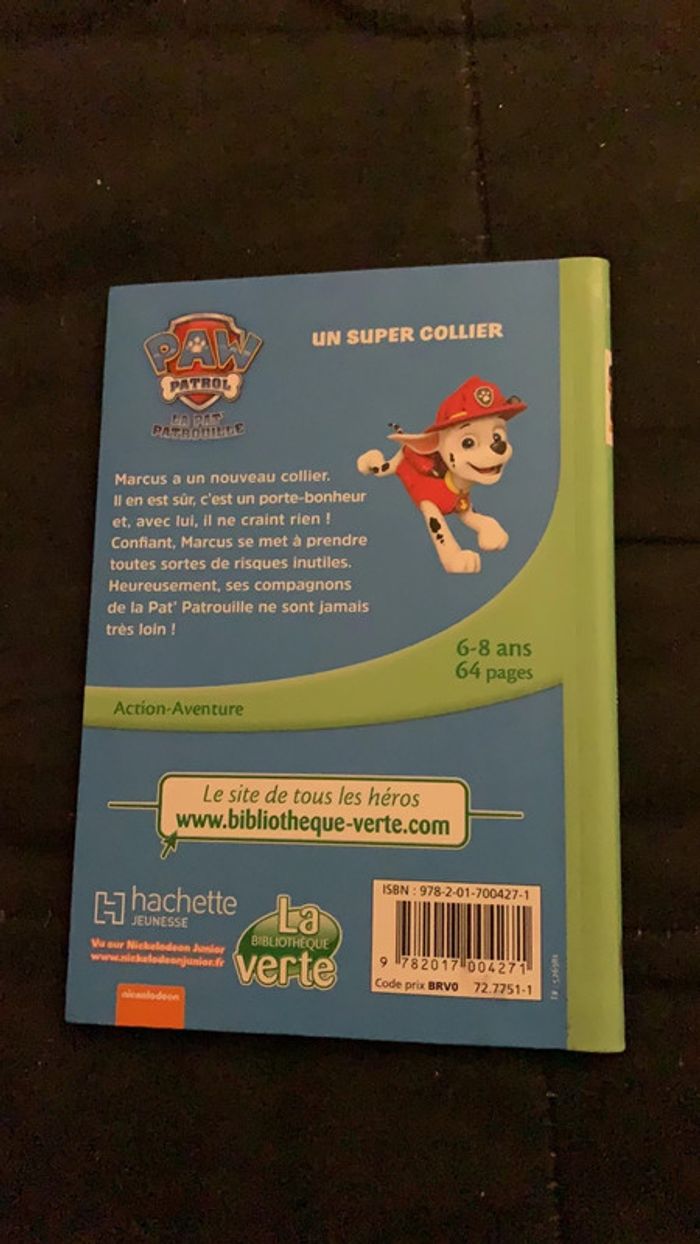 PAW
PATROL
LA PAT'
PATROUILLE
UN SUPER COLLIER
Marcus a un nouveau collier.
Il en est sûr, c'est un porte-bonheur
et, avec lui, il ne craint rien !
Confiant, Marcus se met à prendre
toutes sortes de risques inutiles.
Heureusement, ses compagnons
de la Pat' Patrouille ne sont jamais
très loin !
6-8 ans
64 pages
Action-Aventure
Le site de tous les héros
www.bibliotheque-verte.com
hachette
JEUNESSE
Vu sur Nickelodeon Junior
www.nickelodeonjunior.fr
nickelodeon
La
BIBLIOTHÈQUE
verte
ISBN : 978-2-01-700427-1
9 782017 004271
Code prix BRV0 72.7751-1